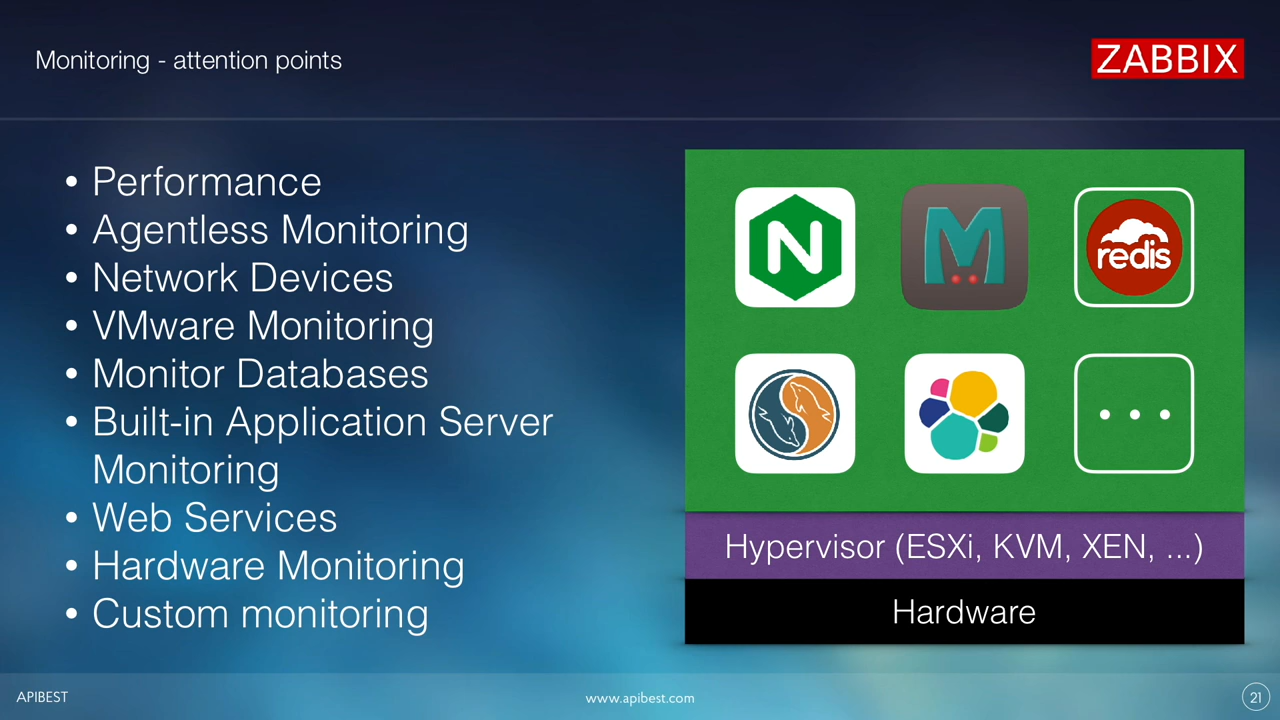 Monitoring - attention points
ZABBIX
• Performance
• Agentless Monitoring
• Network Devices
• VMware Monitoring
• Monitor Databases
• Built-in Application Server
Monitoring
• Web Services
• Hardware Monitoring
• Custom monitoring
N
M
redis
Hypervisor (ESXi, KVM, XEN, ...)
Hardware
APIBEST
www.apibest.com
21